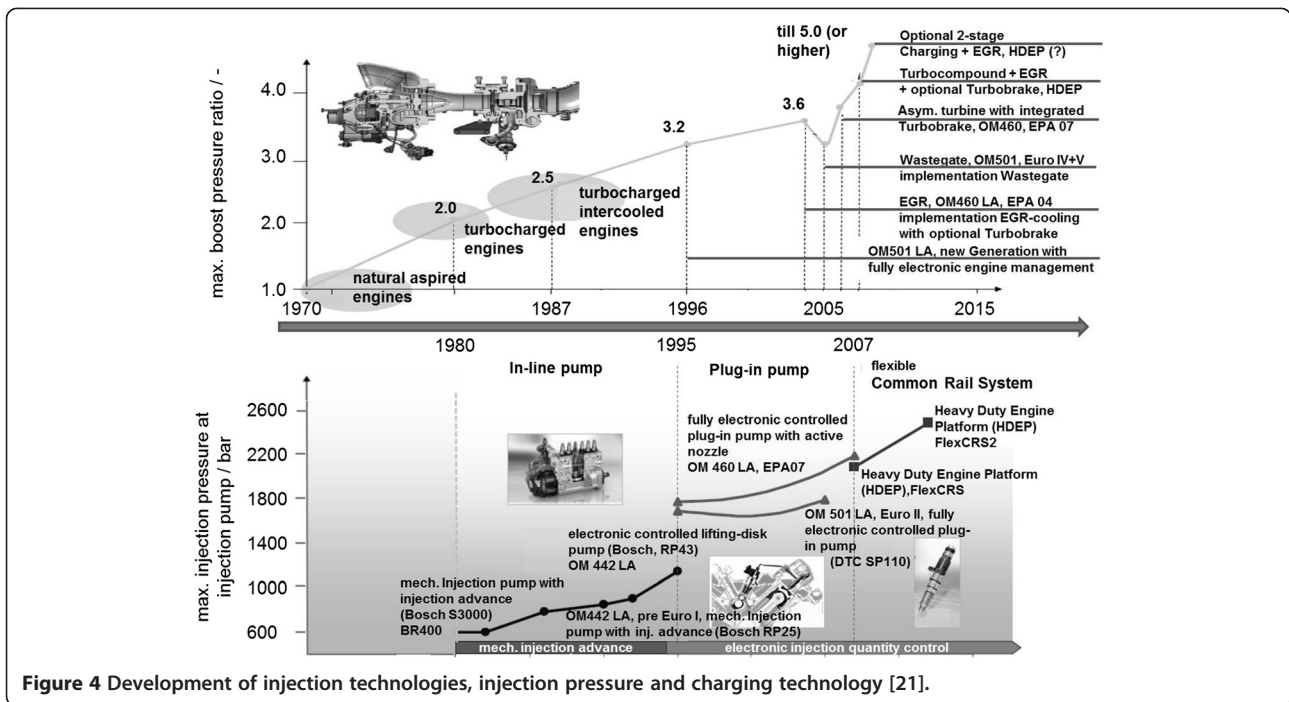 till 5.0 (or
higher)
Optional 2-stage
Charging + EGR, HDEP (?)
Turbocompound + EGR
+ optional Turbobrake, HDEP
Asym. turbine with integrated
Turbobrake, OM460, EPA 07
Wastegate, OM501, Euro IV+V
implementation Wastegate
EGR, OM460 LA, EPA 04
implementation EGR-cooling
with optional Turbobrake
OM501 LA, new Generation with
fully electronic engine management
max. boost pressure ratio / -
4.0
3.0
2.0
1.0
3.6
3.2
2.5
2.0
turbocharged
intercooled engines
turbocharged
engines
natural aspired
engines
1970
1987
1996
2005
2015
1980
1995
2007
In-line pump
Plug-in pump
flexible
Common Rail System
max. injection pressure at
injection pump / bar
2600
2200
1800
1400
1000
600
fully electronic controlled
plug-in pump with active
nozzle
OM 460 LA, EPA07
Heavy Duty Engine
Platform (HDEP)
FlexCRS2
Heavy Duty Engine Platform
(HDEP),FlexCRS
OM 501 LA, Euro II, fully
electronic controlled plug-
in pump
(DTC SP110)
electronic controlled lifting-disk
pump (Bosch, RP43)
OM 442 LA
mech. Injection pump with
injection advance
(Bosch S3000)
BR400
OM442 LA, pre Euro I, mech. Injection
pump with inj. advance (Bosch RP25)
mech. injection advance
electronic injection quantity control
Figure 4 Development of injection technologies, injection pressure and charging technology [21].